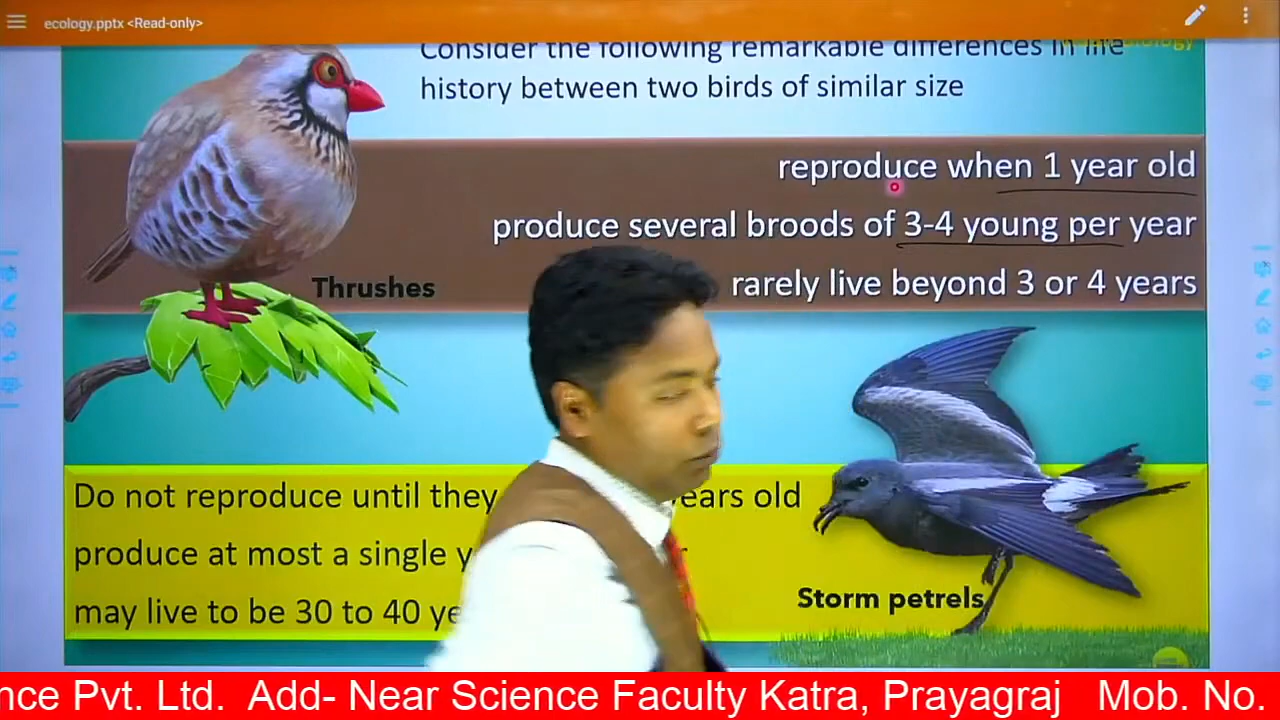 ecology.pptx <Read-only>
Consider the following remarkable differences in life
history between two birds of similar size
reproduce when 1 year old
produce several broods of 3-4 young per year
rarely live beyond 3 or 4 years
Thrushes
Do not reproduce until they ears old
produce at most a single y
may live to be 30 to 40 ye
Storm petrels
nce Pvt. Ltd. Add- Near Science Faculty Katra, Prayagraj Mob. No.